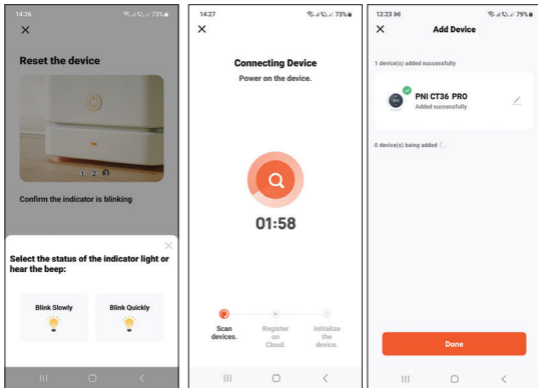 14:26
73%
Reset the device
1 2 3
Confirm the indicator is blinking
Select the status of the indicator light or
hear the beep:
Blink Slowly
Blink Quickly
14:27
73%
Connecting Device
Power on the device.
01:58
Scan
devices.
Register
on
Cloud.
Initialize
the
device.
12:23
79%
Add Device
1 device(s) added successfully
PNI CT36 PRO
Added successfully
0 device(s) being added
Done